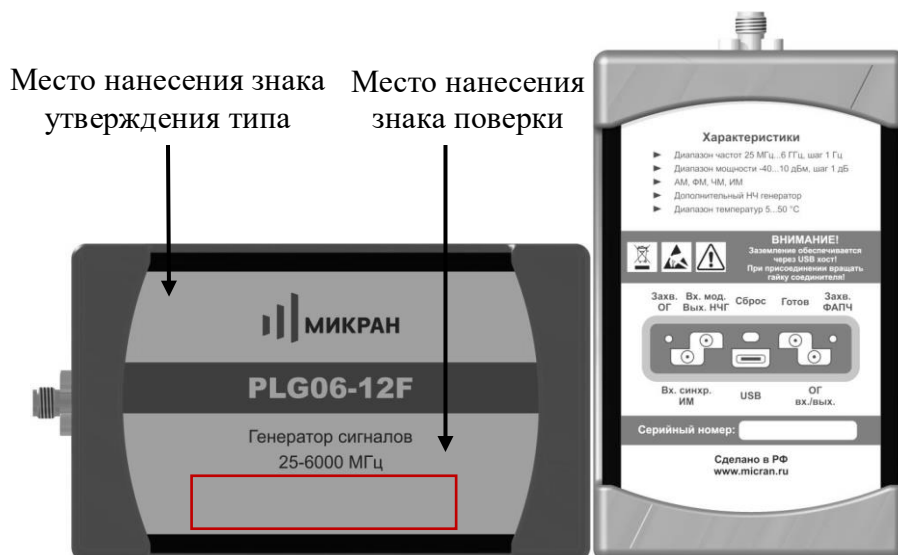 Место нанесения знака
утверждения типа
Место нанесения
знака поверки
МИКРАН
PLG06-12F
Генератор сигналов
25-6000 МГц
Характеристики
Диапазон частот 25 МГц...6 ГГц, шаг 1 Гц
Диапазон мощности -40...10 дБм, шаг 1 дБ
АМ, ФМ, ЧМ, ИМ
Дополнительный НЧ генератор
Диапазон температур 5...50 °С
ВНИМАНИЕ!
Заземление обеспечивается
через USB хост!
При присоединении вращать
гайку соединителя!
Захв. ОГ
Вх. мод. Вых. НЧГ
Сброс
Готов
Захв. ФАПЧ
Вх. синхр. ИМ
USB
ОГ вх./вых.
Серийный номер:
Сделано в РФ
www.micran.ru